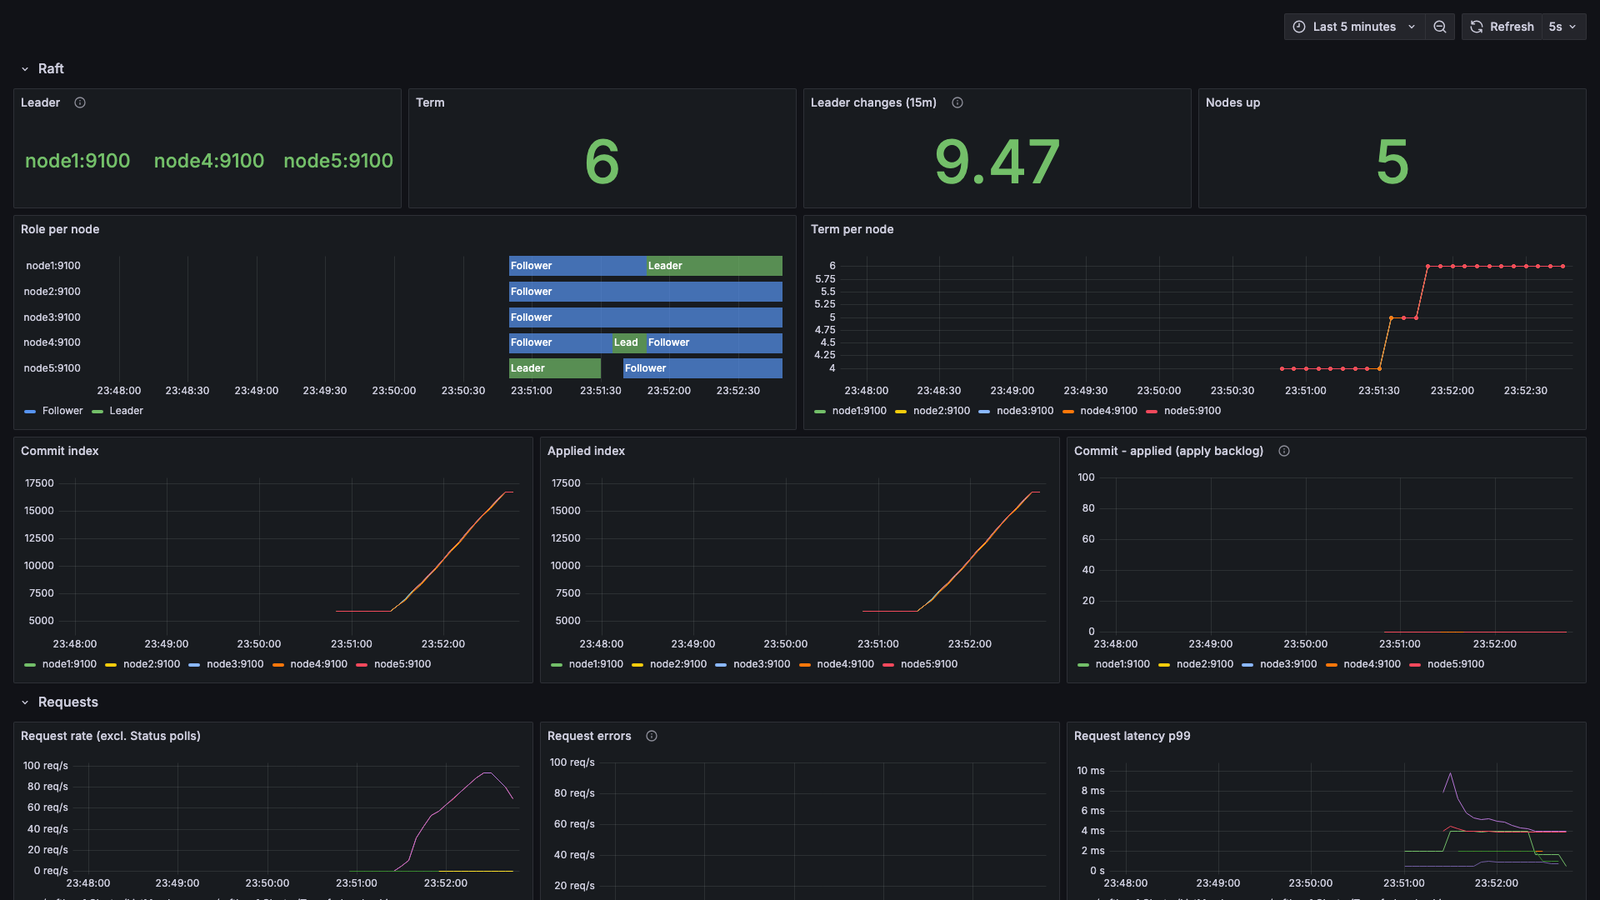 Last 5 minutes Refresh 5s
Raft
Leader Term Leader changes (15m) Nodes up
node1:9100 node4:9100 node5:9100 6 9.47 5
Role per node
node1:9100 Follower Leader
node2:9100 Follower
node3:9100 Follower
node4:9100 Follower Lead Follower
node5:9100 Leader Follower
23:48:00 23:48:30 23:49:00 23:49:30 23:50:00 23:50:30 23:51:00 23:51:30 23:52:00 23:52:30
Follower Leader
Term per node
6
5.75
5.5
5.25
5
4.75
4.5
4.25
4
23:48:00 23:48:30 23:49:00 23:49:30 23:50:00 23:50:30 23:51:00 23:51:30 23:52:00 23:52:30
node1:9100 node2:9100 node3:9100 node4:9100 node5:9100
Commit index
17500
15000
12500
10000
7500
5000
23:48:00 23:49:00 23:50:00 23:51:00 23:52:00
node1:9100 node2:9100 node3:9100 node4:9100 node5:9100
Applied index
17500
15000
12500
10000
7500
5000
23:48:00 23:49:00 23:50:00 23:51:00 23:52:00
node1:9100 node2:9100 node3:9100 node4:9100 node5:9100
Commit - applied (apply backlog)
100
80
60
40
20
0
23:48:00 23:49:00 23:50:00 23:51:00 23:52:00
node1:9100 node2:9100 node3:9100 node4:9100 node5:9100
Requests
Request rate (excl. Status polls)
100 req/s
80 req/s
60 req/s
40 req/s
20 req/s
0 req/s
23:48:00 23:49:00 23:50:00 23:51:00 23:52:00
Request errors
100 req/s
80 req/s
60 req/s
40 req/s
20 req/s
Request latency p99
10 ms
8 ms
6 ms
4 ms
2 ms
0 s
23:48:00 23:49:00 23:50:00 23:51:00 23:52:00